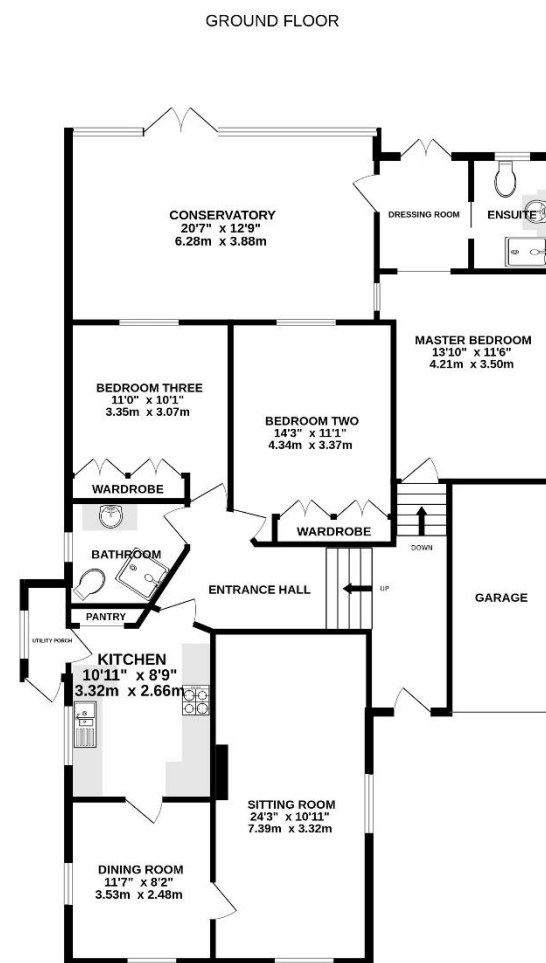 GROUND FLOOR
CONSERVATORY
20'7" x 12'9"
6.28m x 3.88m
DRESSING ROOM
ENSUITE
MASTER BEDROOM
13'10" x 11'6"
4.21m x 3.50m
BEDROOM THREE
11'0" x 10'1"
3.35m x 3.07m
BEDROOM TWO
14'3" x 11'1"
4.34m x 3.37m
WARDROBE
WARDROBE
BATHROOM
DOWN
ENTRANCE HALL
UP
GARAGE
PANTRY
UTILITY PORCH
KITCHEN
10'11" x 8'9"
3.32m x 2.66m
SITTING ROOM
24'3" x 10'11"
7.39m x 3.32m
DINING ROOM
11'7" x 8'2"
3.53m x 2.48m